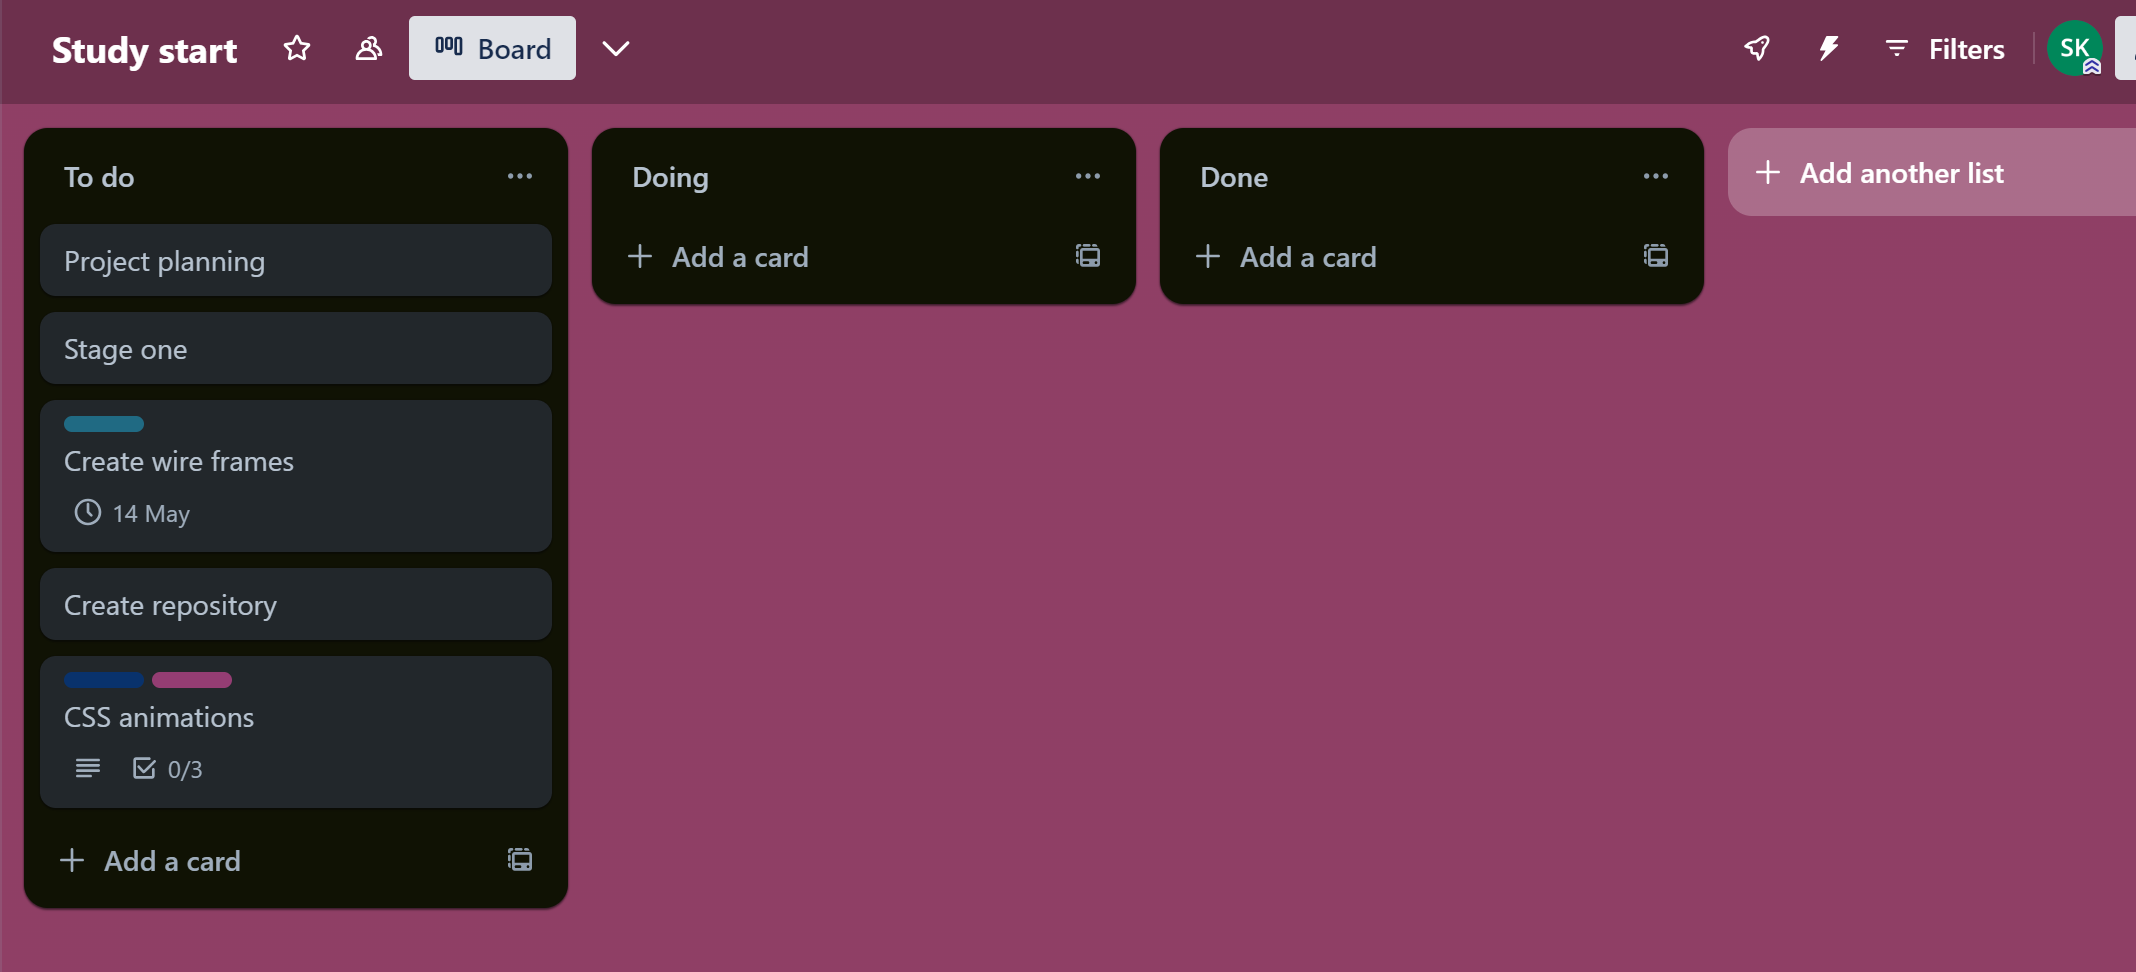 Study start
Board
Filters
SK
To do
Project planning
Stage one
Create wire frames
14 May
Create repository
CSS animations
0/3
Add a card
Doing
Add a card
Done
Add a card
Add another list